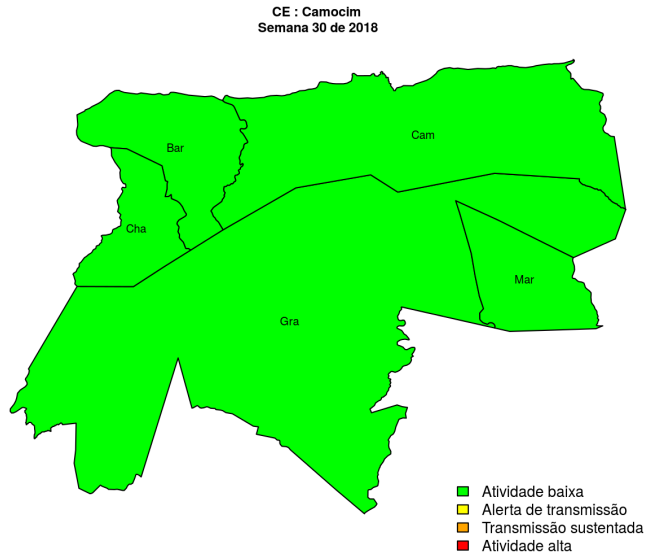 CE : Camocim
Semana 30 de 2018
Bar
Cam
Cha
Mar
Gra
Atividade baixa
Alerta de transmissão
Transmissão sustentada
Atividade alta